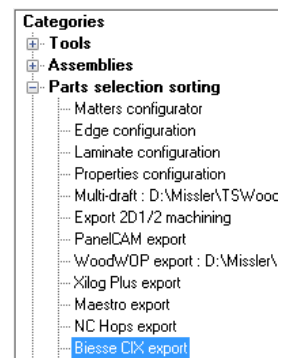 Categories
Tools
Assemblies
Parts selection sorting
Matters configurator
Edge configuration
Laminate configuration
Properties configuration
Multi-draft : D:\Missler\TSWood
Export 2D1/2 machining
PanelCAM export
WoodWOP export : D:\Missler\
Xilog Plus export
Maestro export
NC Hops export
Biesse CIX export